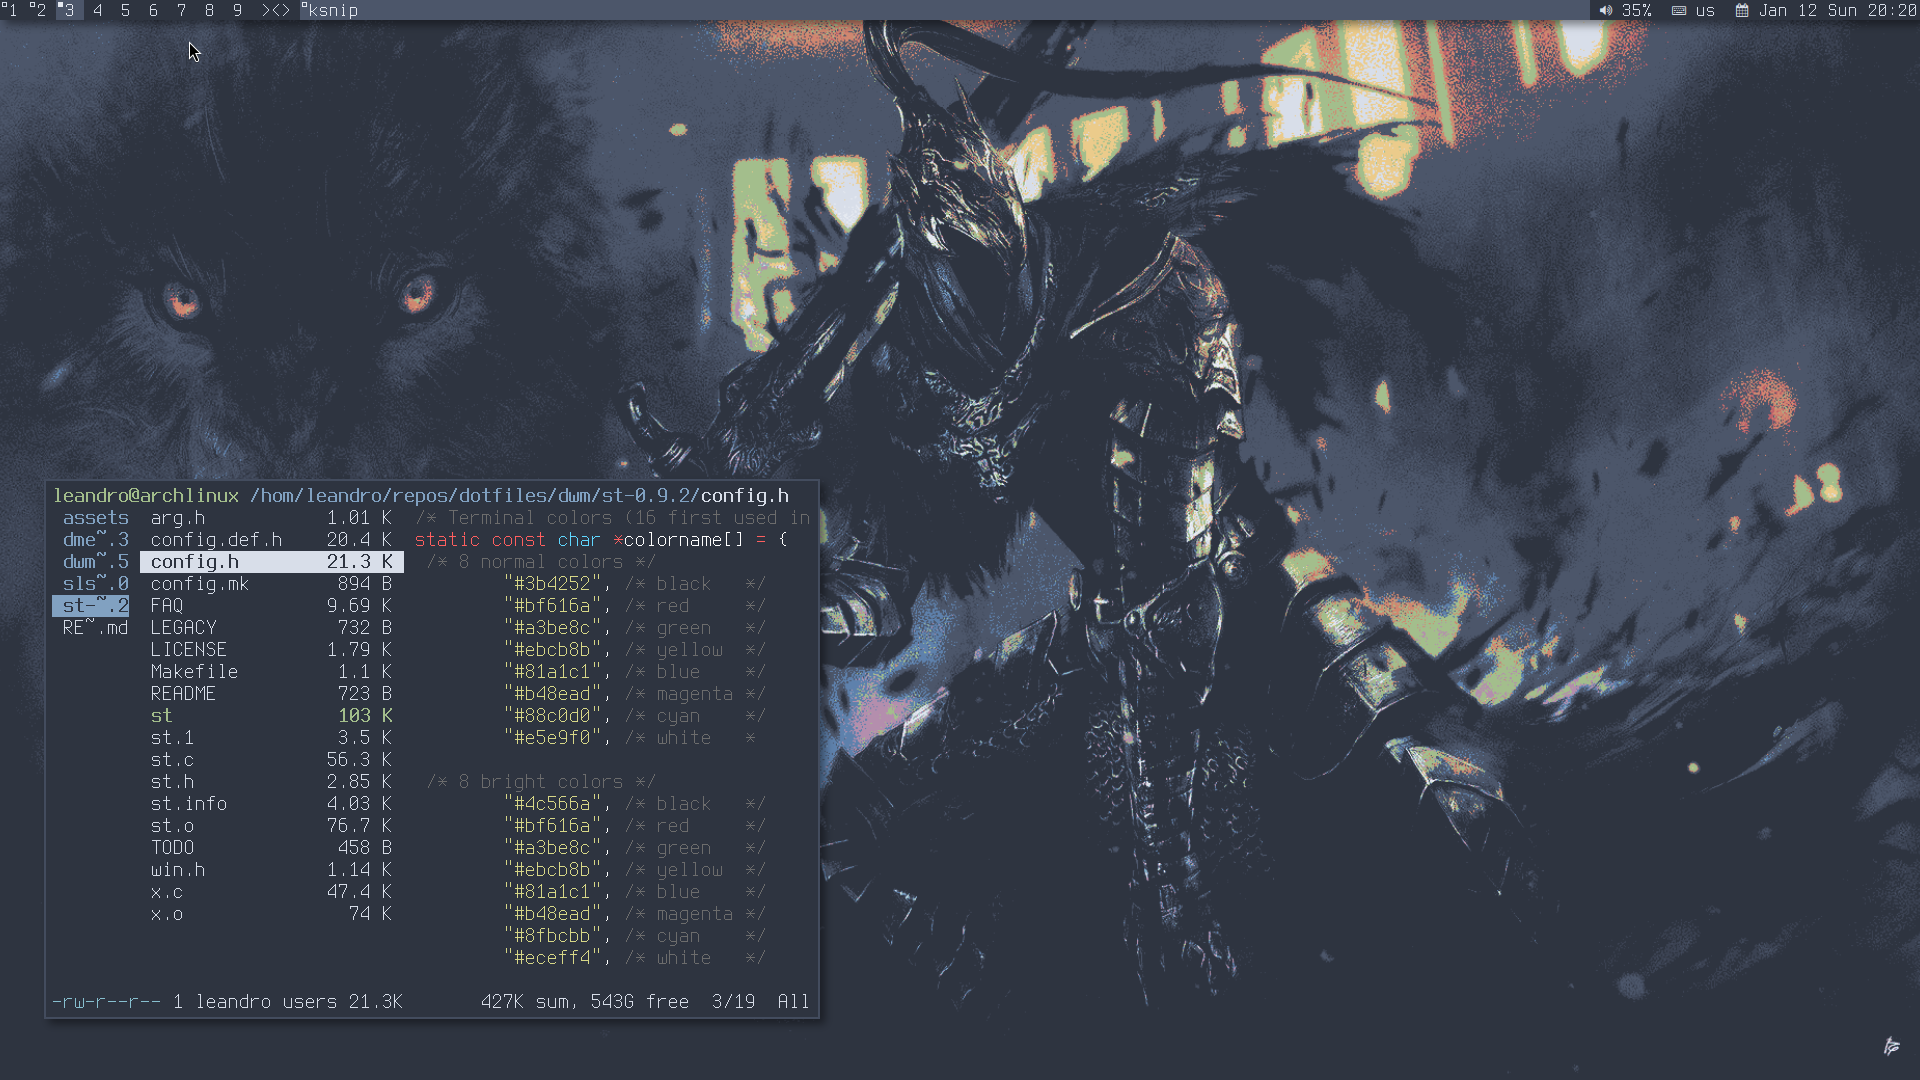 1 2 3 4 5 6 7 8 9 ><> ksnip 35% us Jan 12 Sun 20:20
leandro@archlinux /hom/leandro/repos/dotfiles/dwm/st-0.9.2/config.h
assets arg.h 1.01 K /* Terminal colors (16 first used in
dme~.3 config.def.h 20.4 K static const char *colorname[] = {
dwm~.5 config.h 21.3 K /* 8 normal colors */
sls~.0 config.mk 894 B "#3b4252", /* black */
st-~.2 FAQ 9.69 K "#bf616a", /* red */
RE~.md LEGACY 732 B "#a3be8c", /* green */
LICENSE 1.79 K "#ebcb8b", /* yellow */
Makefile 1.1 K "#81a1c1", /* blue */
README 723 B "#b48ead", /* magenta */
st 103 K "#88c0d0", /* cyan */
st.1 3.5 K "#e5e9f0", /* white *
st.c 56.3 K
st.h 2.85 K /* 8 bright colors */
st.info 4.03 K "#4c566a", /* black */
st.o 76.7 K "#bf616a", /* red */
TODO 458 B "#a3be8c", /* green */
win.h 1.14 K "#ebcb8b", /* yellow */
x.c 47.4 K "#81a1c1", /* blue */
x.o 74 K "#b48ead", /* magenta */
"#8fbcbb", /* cyan */
"#eceff4", /* white */
-rw-r--r-- 1 leandro users 21.3K 427K sum, 543G free 3/19 All